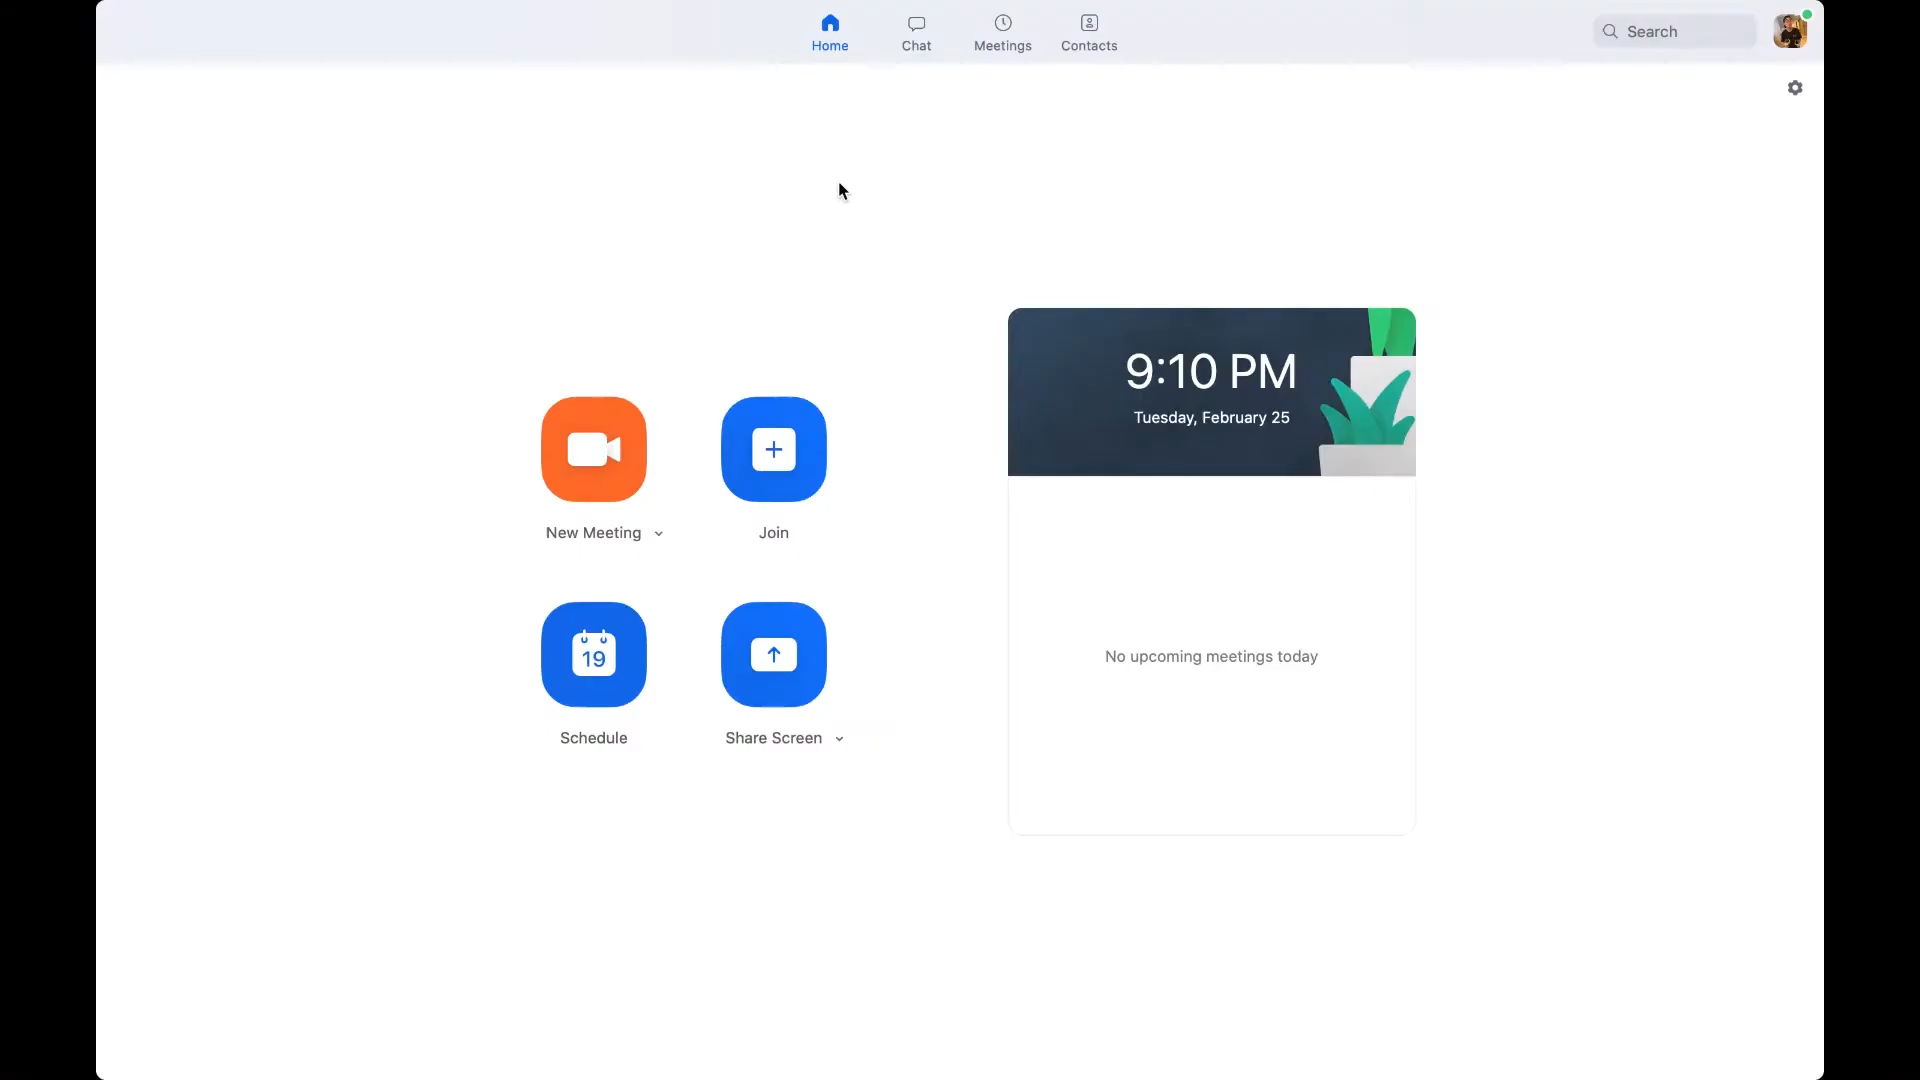 Home
Chat
Meetings
Contacts
Search
9:10 PM
Tuesday, February 25
New Meeting
Join
19
Schedule
Share Screen
No upcoming meetings today